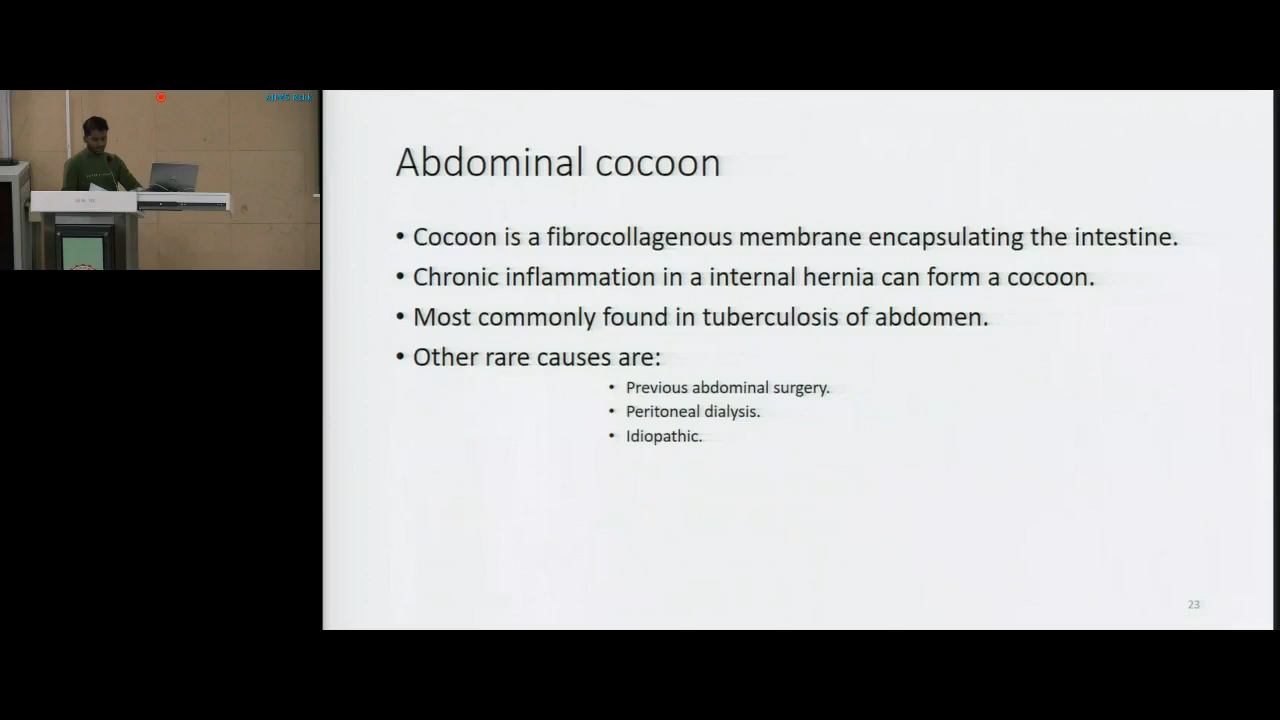 Abdominal cocoon
• Cocoon is a fibrocollagenous membrane encapsulating the intestine.
• Chronic inflammation in a internal hernia can form a cocoon.
• Most commonly found in tuberculosis of abdomen.
• Other rare causes are:
• Previous abdominal surgery.
• Peritoneal dialysis.
• Idiopathic.
23